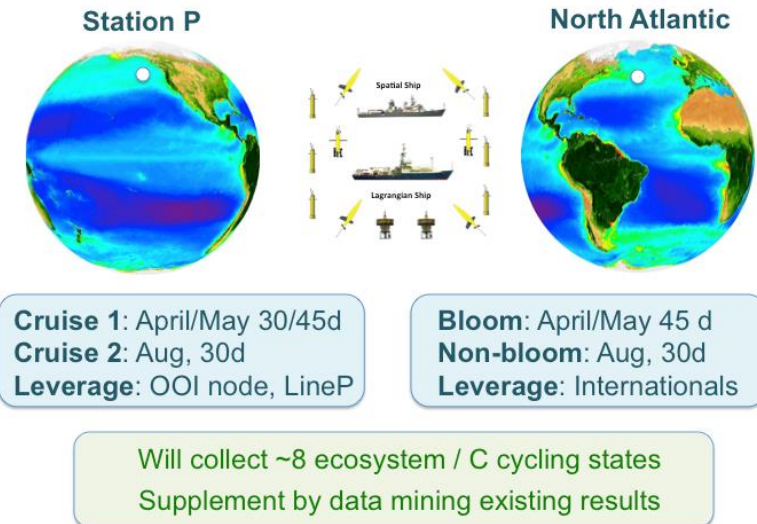 Station P
North Atlantic
Spatial Ship
Lagrangian Ship
Cruise 1: April/May 30/45d
Cruise 2: Aug, 30d
Leverage: OOI node, LineP
Bloom: April/May 45 d
Non-bloom: Aug, 30d
Leverage: Internationals
Will collect ~8 ecosystem / C cycling states
Supplement by data mining existing results